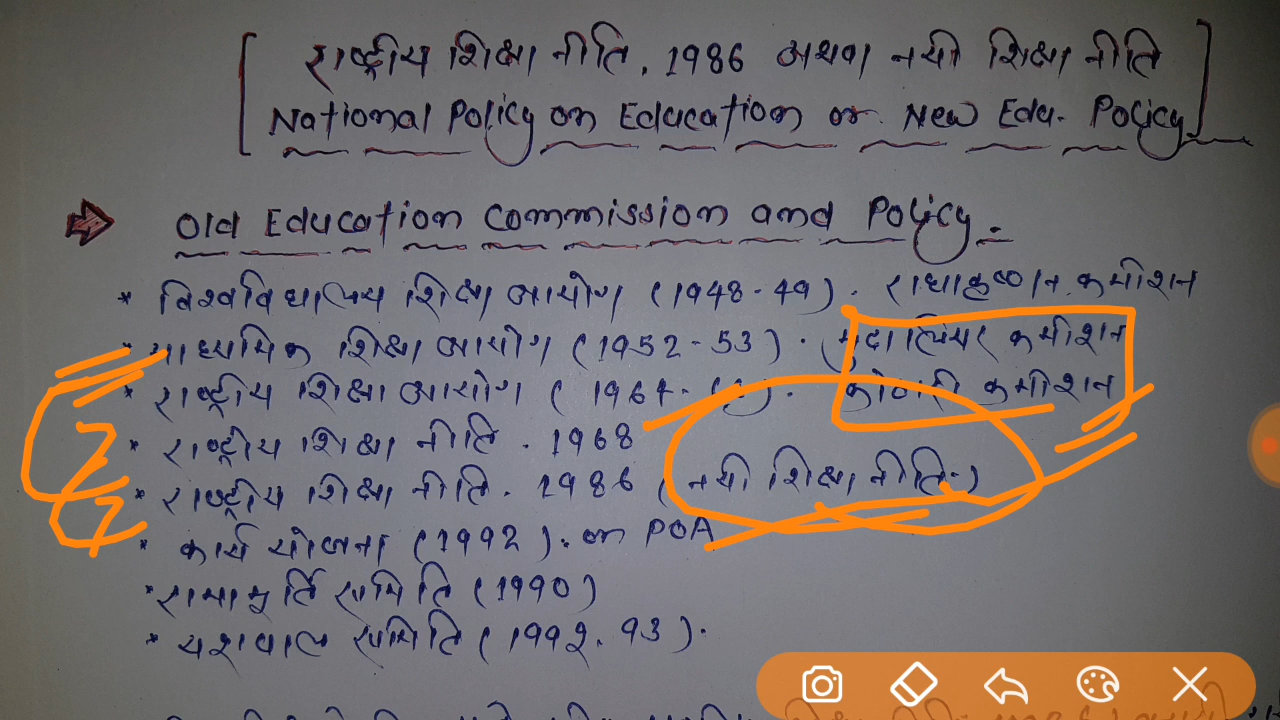 राष्ट्रीय शिक्षा नीति, 1986 अथवा नयी शिक्षा नीति
National Policy on Education or New Edu. Policy
Old Education Commission and Policy.
* विश्वविद्यालय शिक्षा आयोग (1948-49). राधाकृष्णन कमीशन
* माध्यमिक शिक्षा आयोग (1952-53). (मुदालियर कमीशन
* राष्ट्रीय शिक्षा आयोग (1964- ). कोठारी कमीशन
* राष्ट्रीय शिक्षा नीति. 1968
* राष्ट्रीय शिक्षा नीति. 1986 (नयी शिक्षा नीति-)
* कार्य योजना (1992). on POA
* राममूर्ति समिति (1990)
* यशपाल समिति (1992. 93).